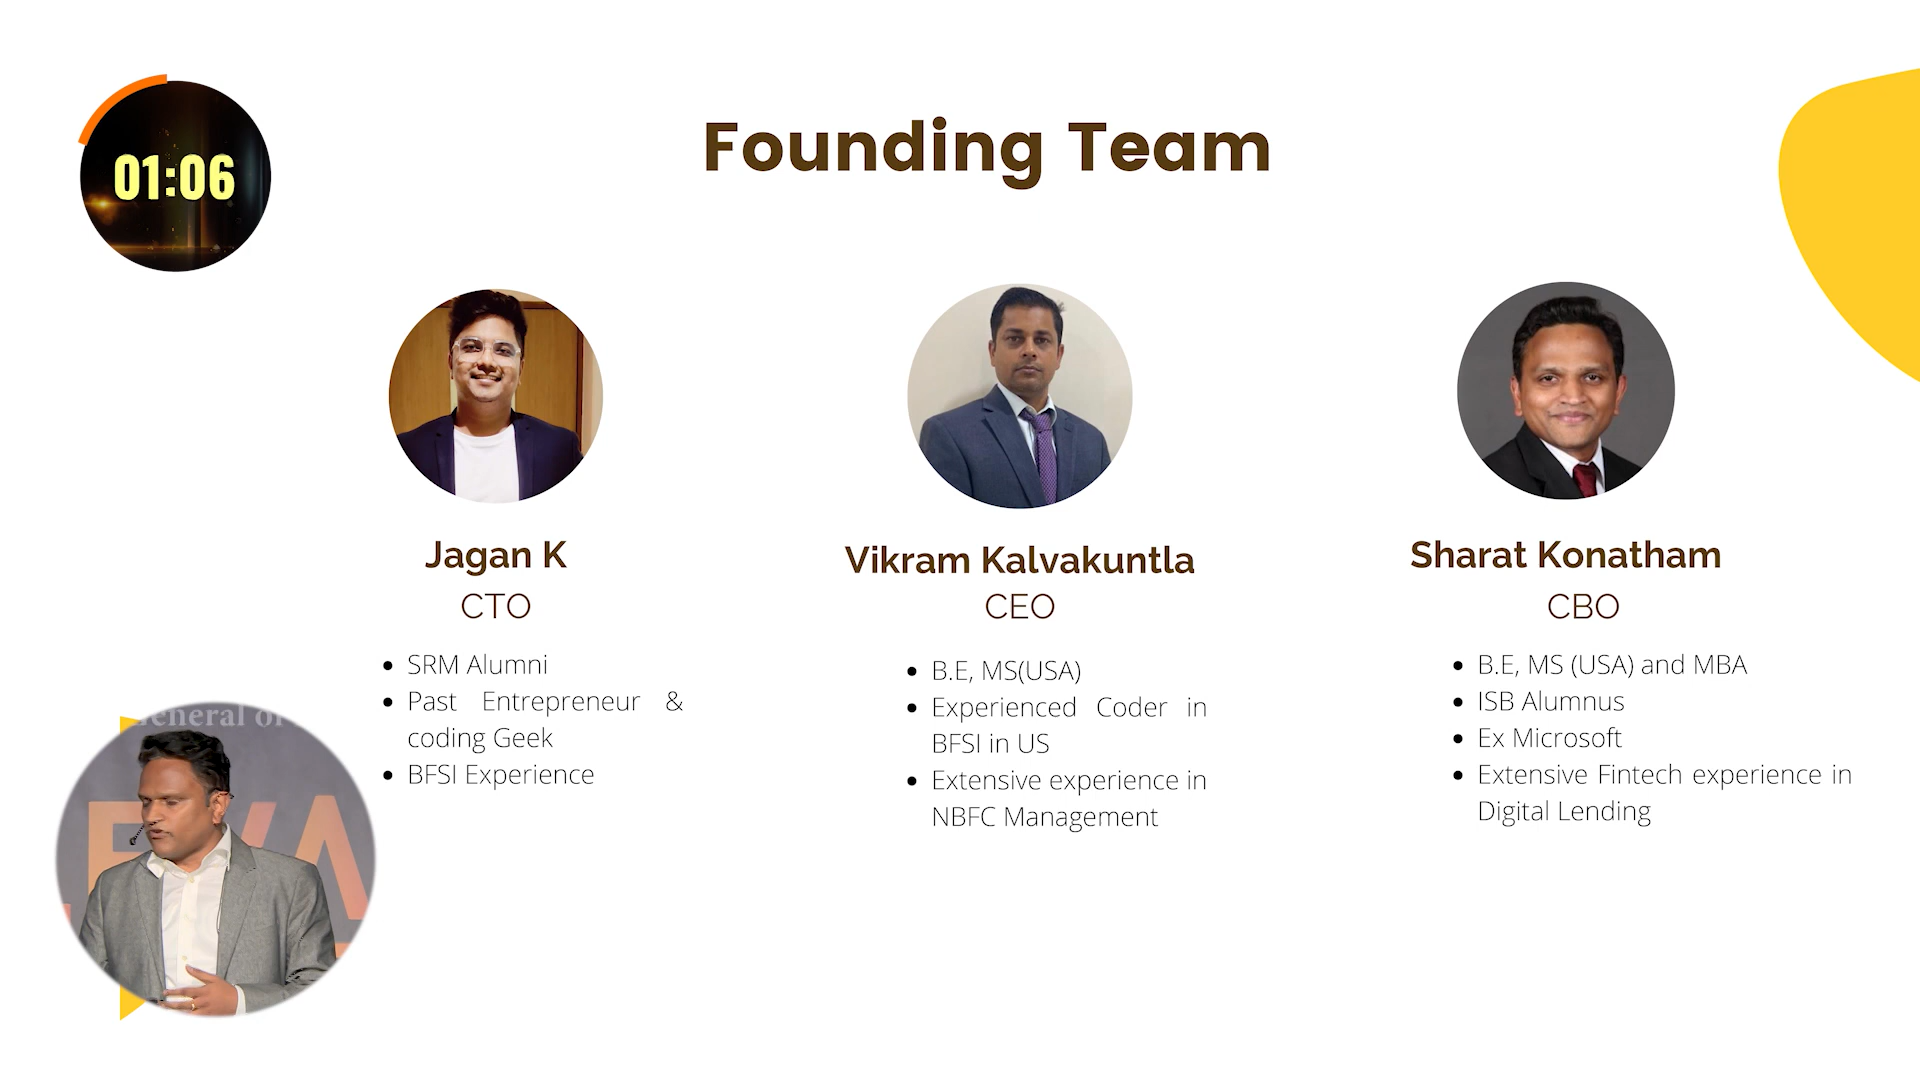 01:06
Founding Team
Jagan K
CTO
• SRM Alumni
• Past Entrepreneur &
coding Geek
• BFSI Experience
Vikram Kalvakuntla
CEO
• B.E, MS(USA)
• Experienced Coder in
BFSI in US
• Extensive experience in
NBFC Management
Sharat Konatham
CBO
• B.E, MS (USA) and MBA
• ISB Alumnus
• Ex Microsoft
• Extensive Fintech experience in
Digital Lending